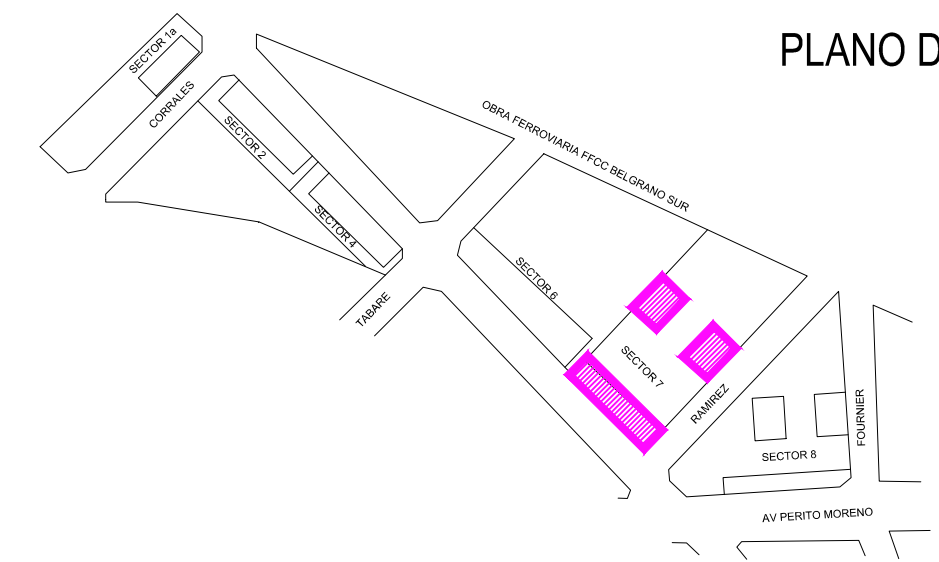 PLANO D
SECTOR 1a
CORRALES
OBRA FERROVIARIA FFCC BELGRANO SUR
SECTOR 2
SECTOR 4
SECTOR 6
TABARE
SECTOR 7
RAMIREZ
FOURNIER
SECTOR 8
AV PERITO MORENO